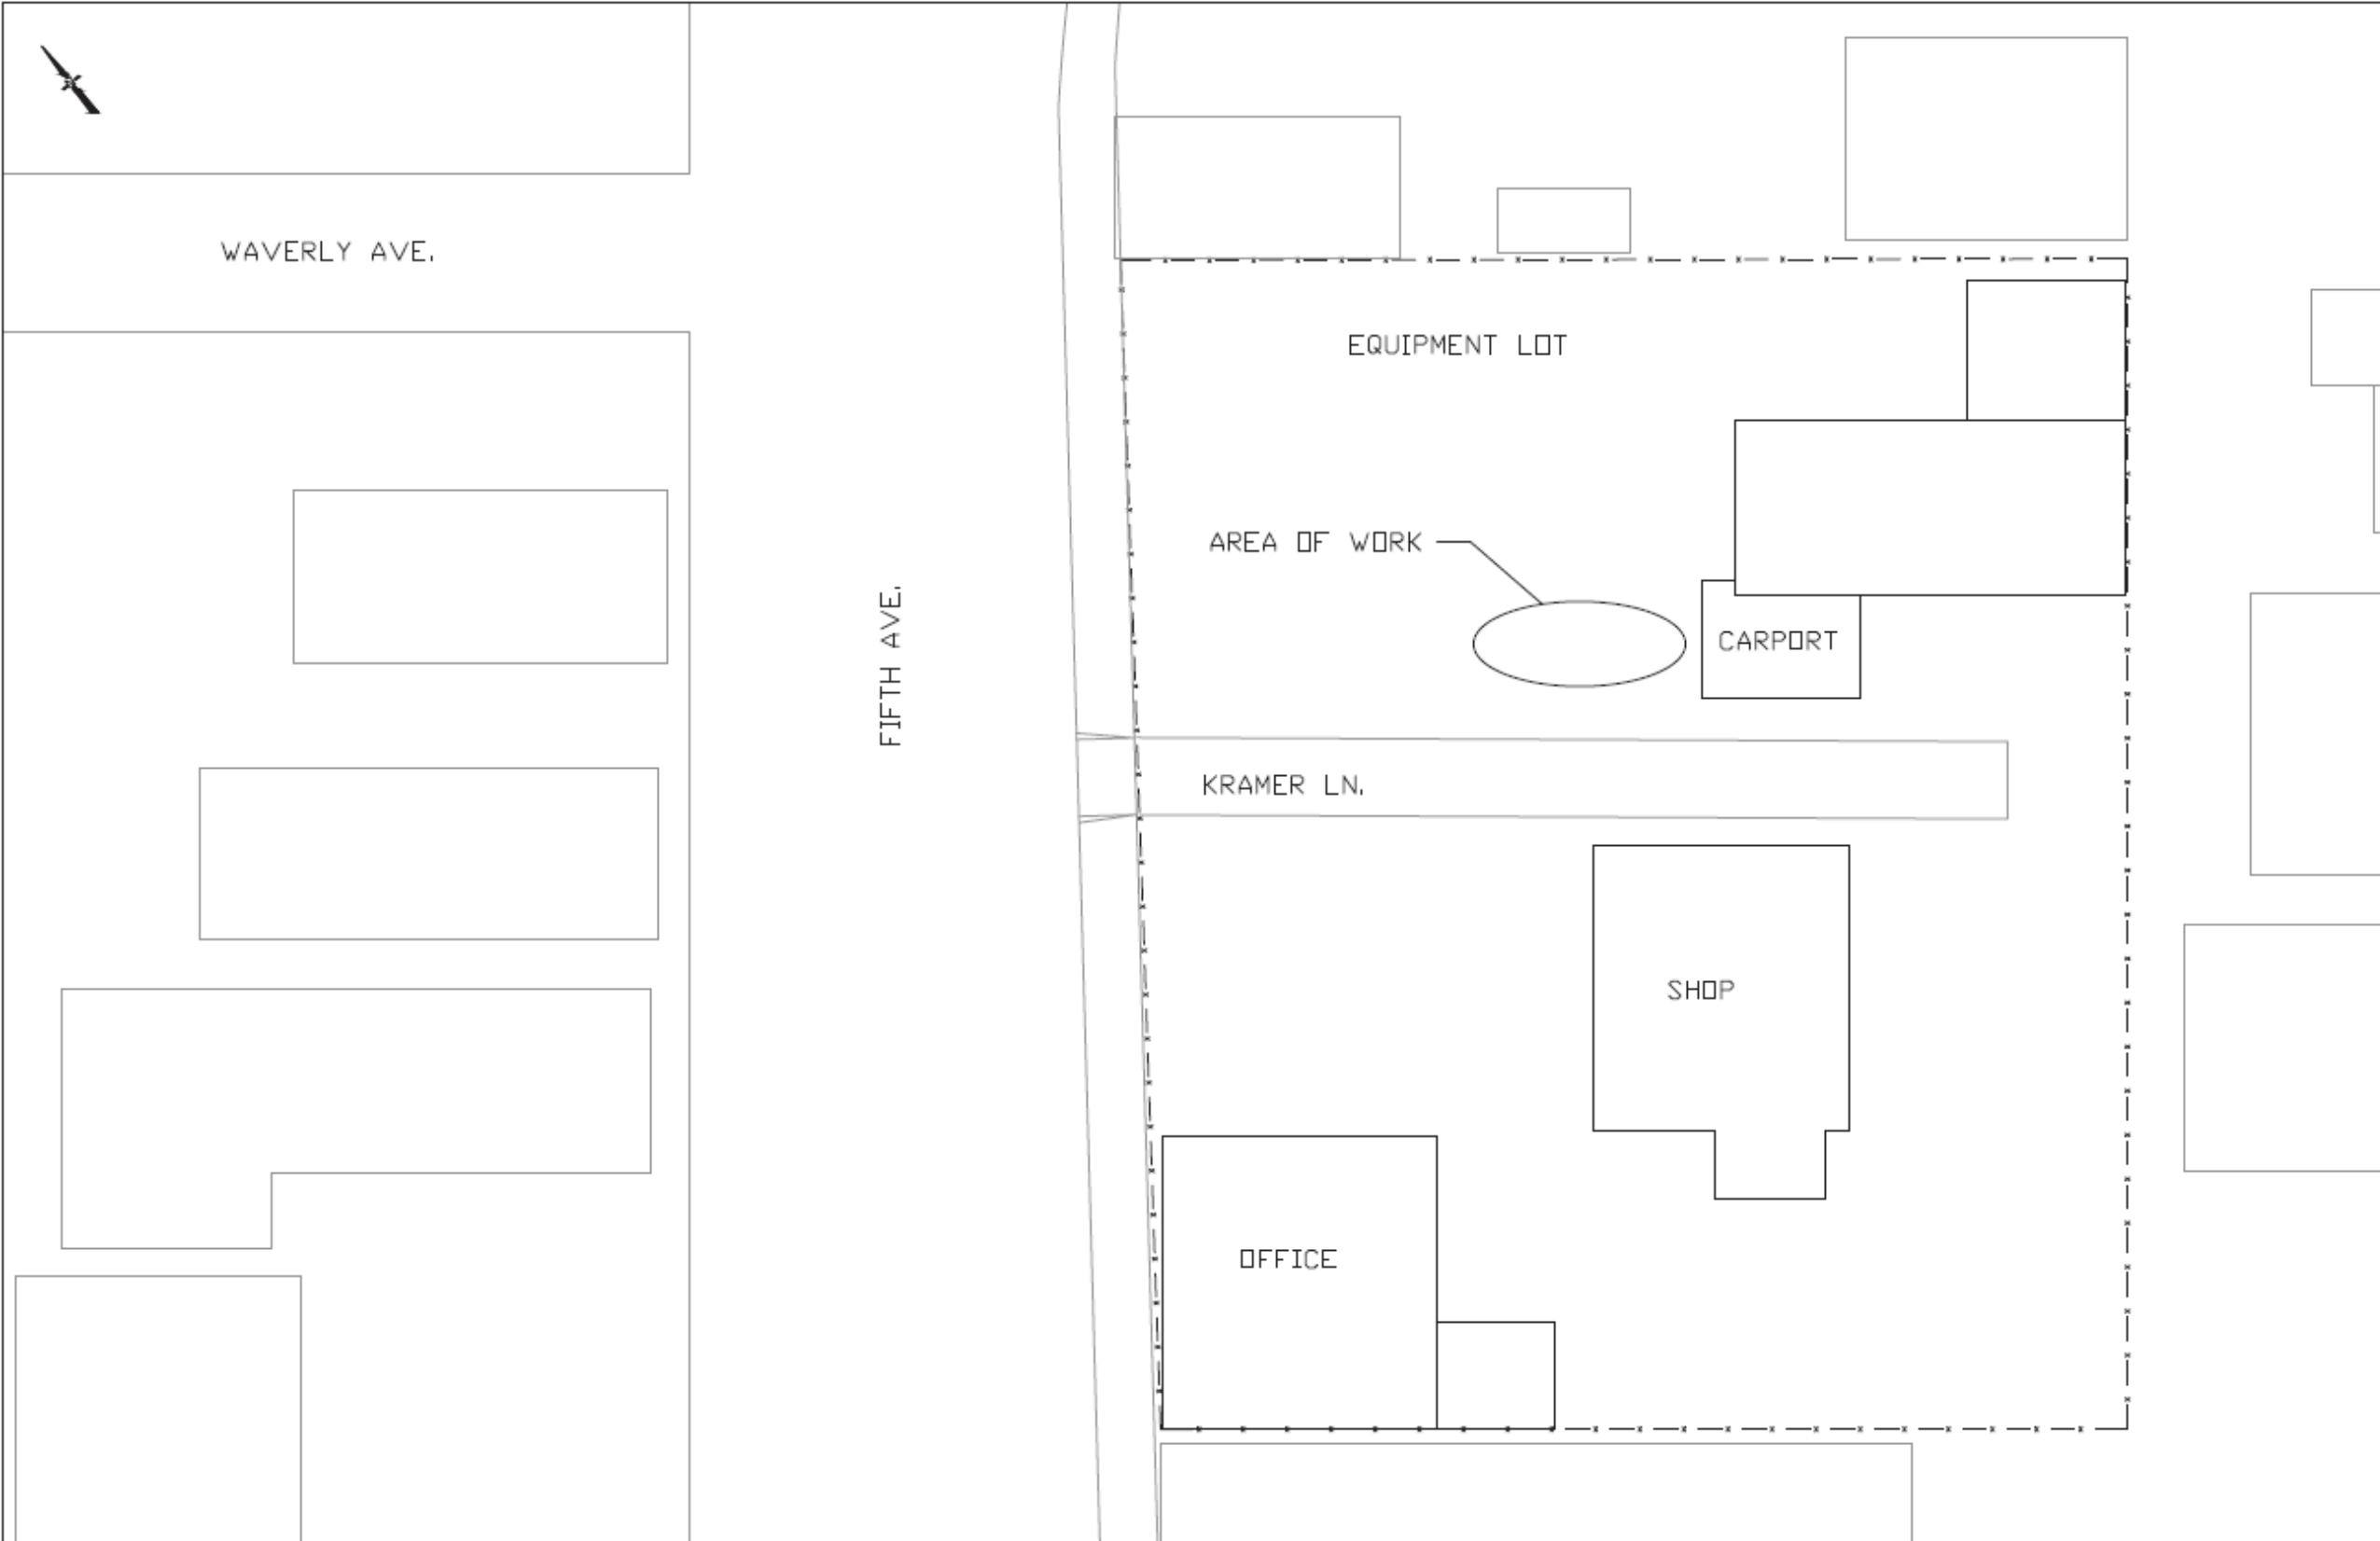 WAVERLY AVE.
EQUIPMENT LOT
AREA OF WORK
FIFTH AVE.
CARPORT
KRAMER LN.
SHOP
OFFICE